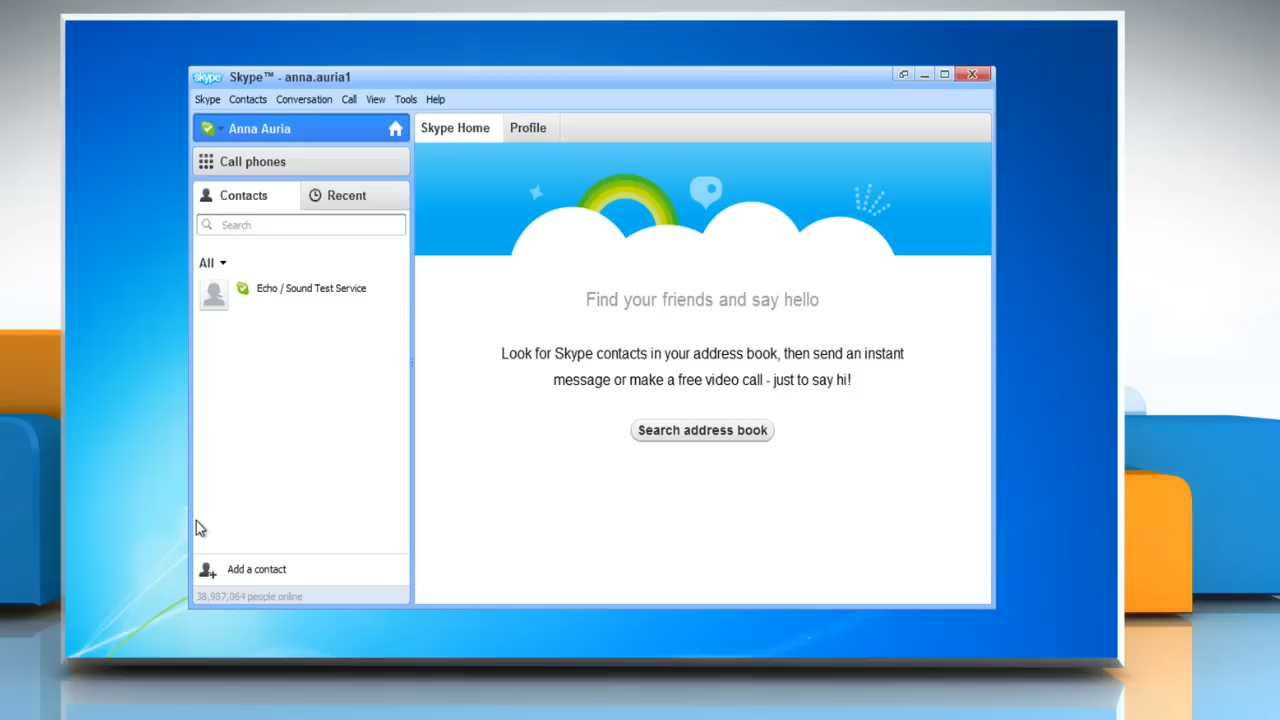 skype Skype™ - anna.auria1
Skype Contacts Conversation Call View Tools Help
Anna Auria
Call phones
Contacts Recent
Search
All
Echo / Sound Test Service
Add a contact
38,987,064 people online
Skype Home Profile
Find your friends and say hello
Look for Skype contacts in your address book, then send an instant
message or make a free video call - just to say hi!
Search address book